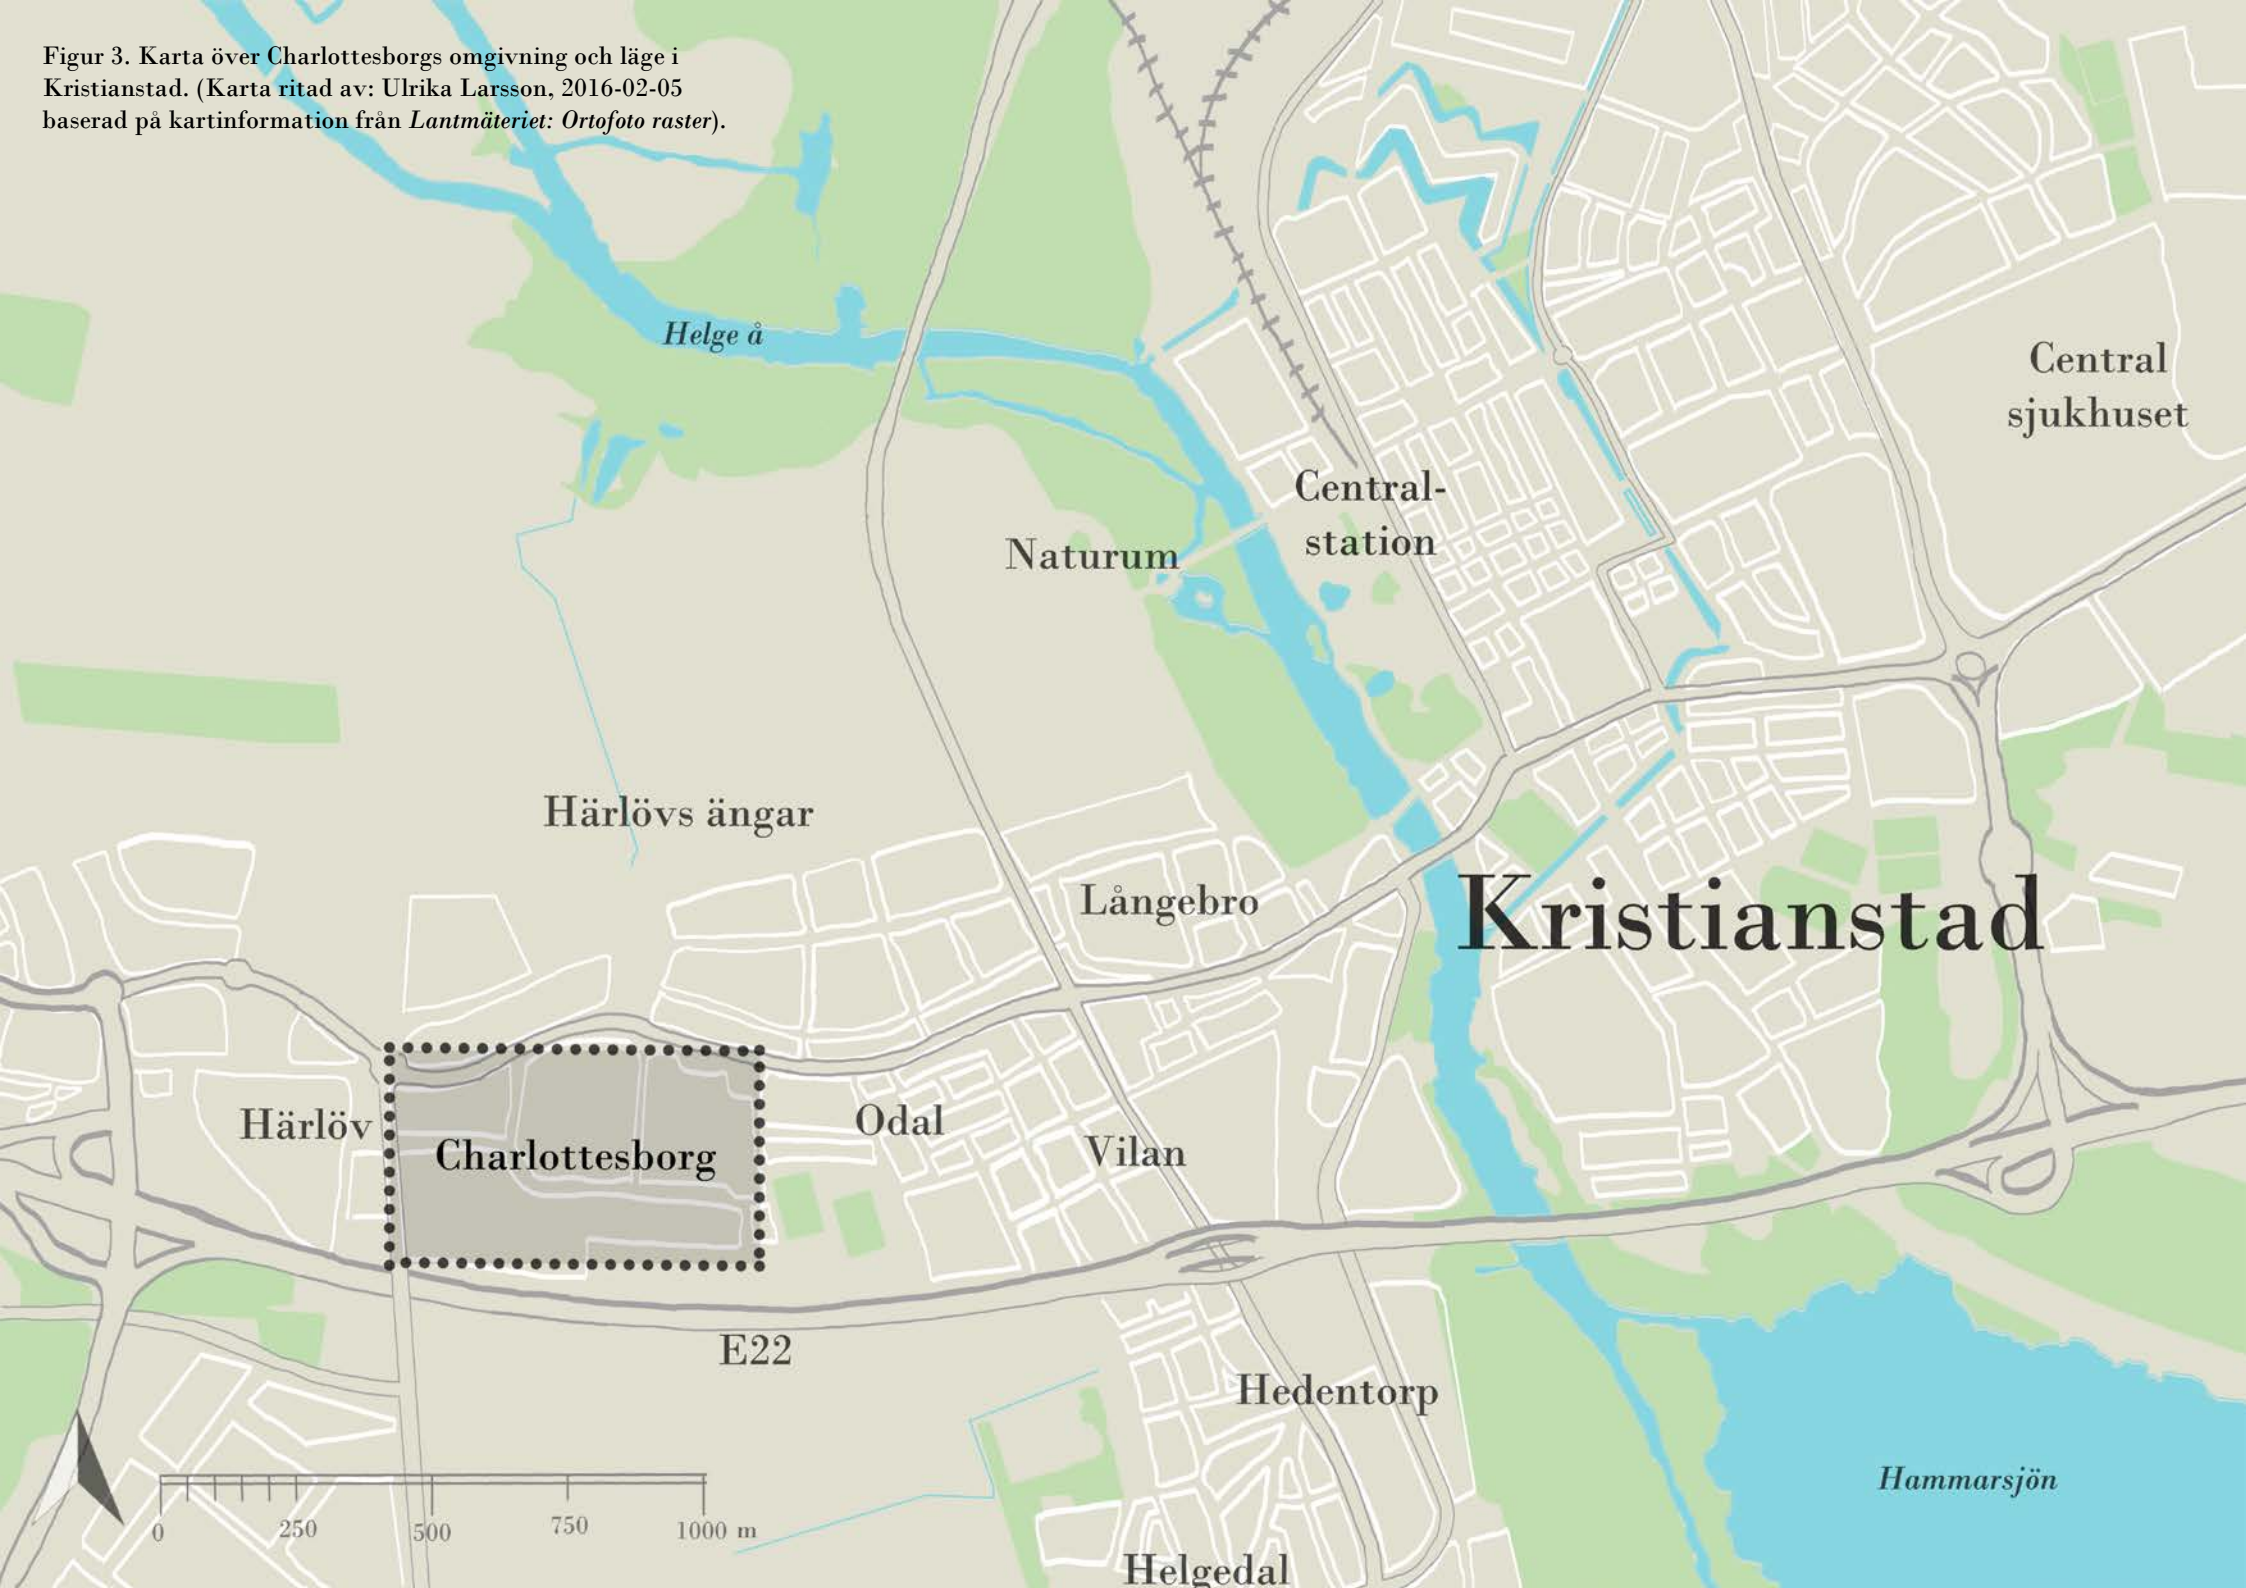 Figur 3. Karta över Charlottesborgs omgivning och läge i
Kristianstad. (Karta ritad av: Ulrika Larsson, 2016-02-05
baserad på kartinformation från Lantmäteriet: Ortofoto raster).
Helge å
Central
sjukhuset
Central-
station
Naturum
Härlövs ängar
Långebro
Kristianstad
Härlöv
Charlottesborg
Odal
Vilan
E22
Hedentorp
Hammarsjön
0 250 500 750 1000 m
Helgedal